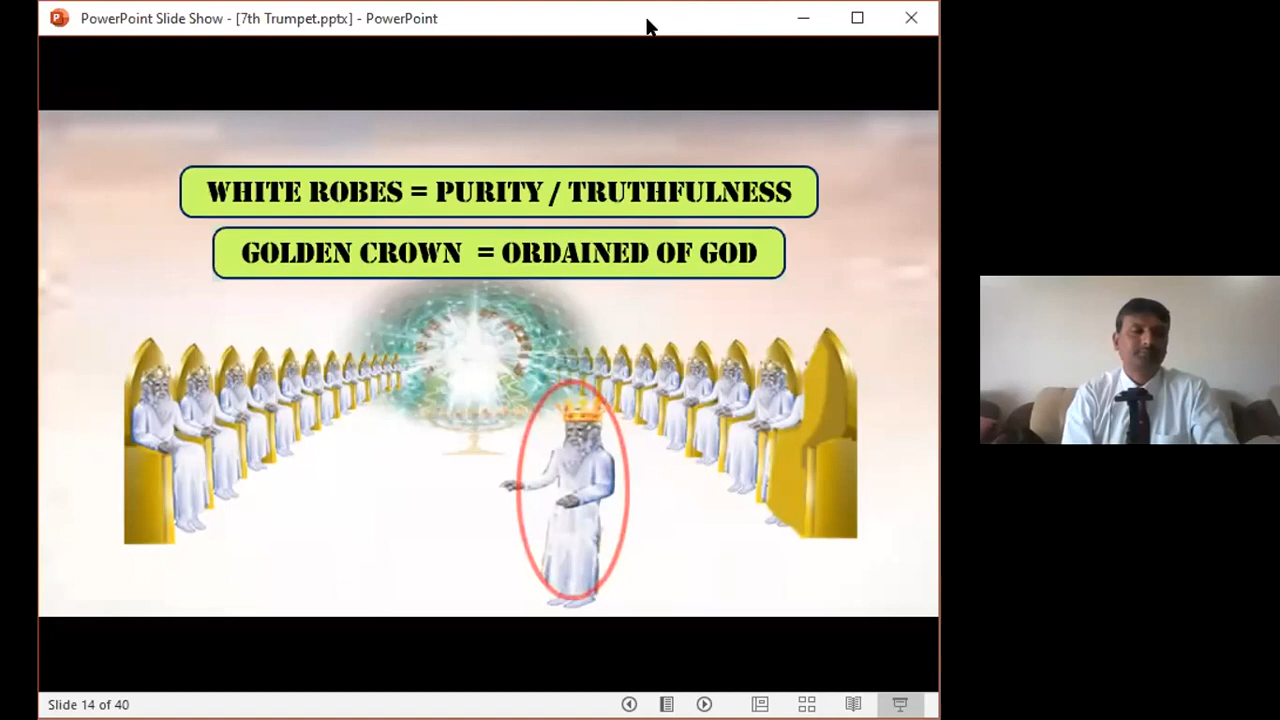 PowerPoint Slide Show - [7th Trumpet.pptx] - PowerPoint
WHITE ROBES = PURITY / TRUTHFULNESS
GOLDEN CROWN = ORDAINED OF GOD
Slide 14 of 40